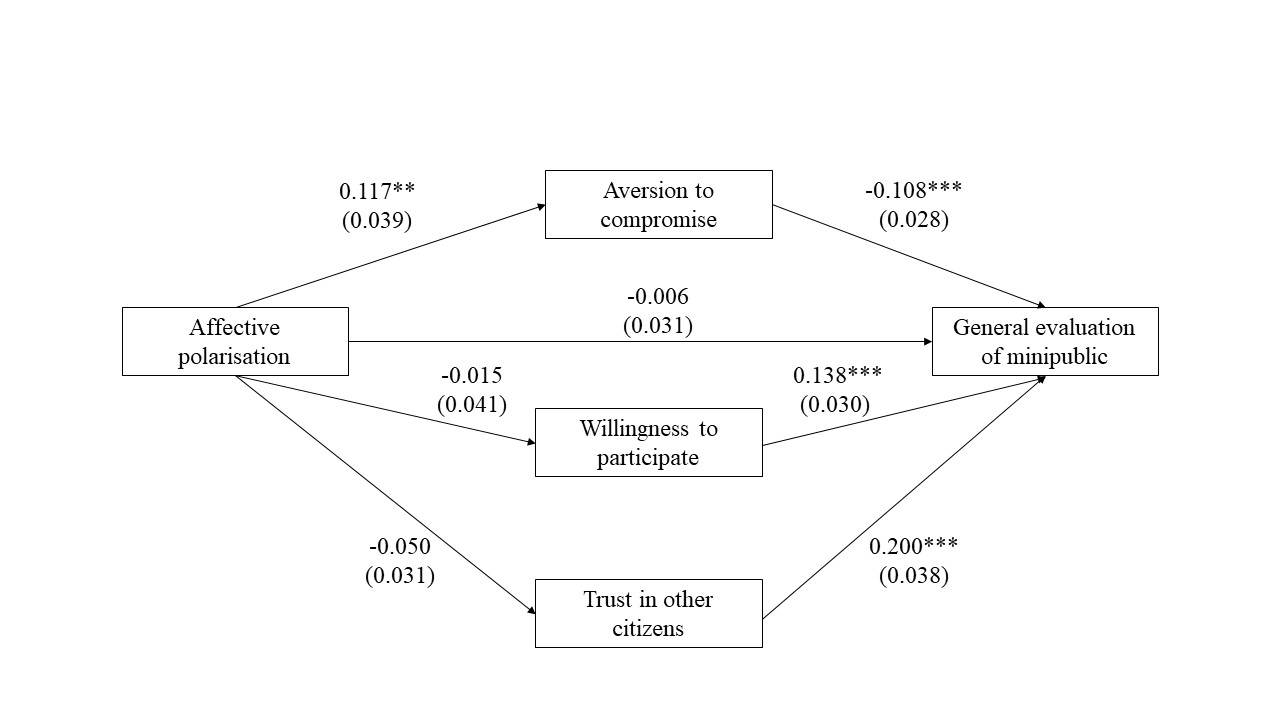 0.117**
(0.039)
Aversion to
compromise
-0.108***
(0.028)
Affective
polarisation
-0.006
(0.031)
General evaluation
of minipublic
-0.015
(0.041)
Willingness to
participate
0.138***
(0.030)
-0.050
(0.031)
Trust in other
citizens
0.200***
(0.038)